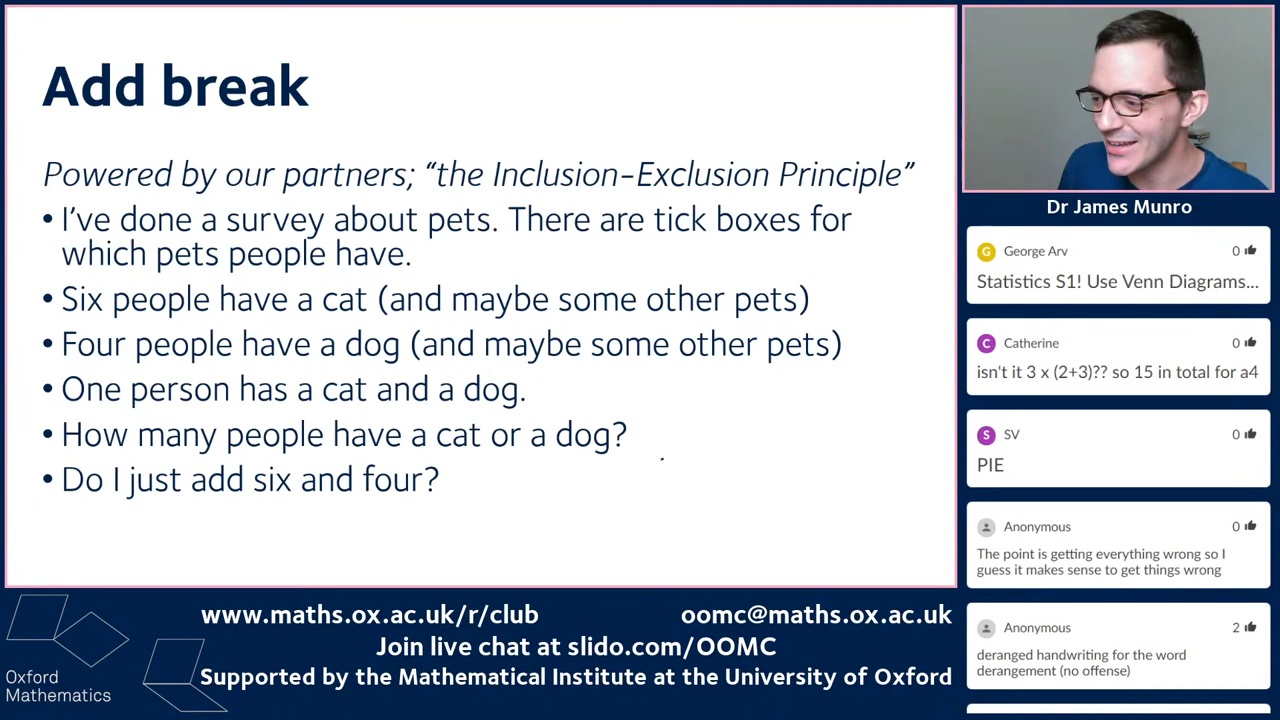 Add break
Powered by our partners; “the Inclusion-Exclusion Principle”
• I’ve done a survey about pets. There are tick boxes for
which pets people have.
• Six people have a cat (and maybe some other pets)
• Four people have a dog (and maybe some other pets)
• One person has a cat and a dog.
• How many people have a cat or a dog?
• Do I just add six and four?
Dr James Munro
G George Arv 0
Statistics S1! Use Venn Diagrams...
C Catherine 0
isn't it 3 x (2+3)?? so 15 in total for a4
S SV 0
PIE
Anonymous 0
The point is getting everything wrong so I
guess it makes sense to get things wrong
Anonymous 2
deranged handwriting for the word
derangement (no offense)
www.maths.ox.ac.uk/r/club oomc@maths.ox.ac.uk
Join live chat at slido.com/OOMC
Supported by the Mathematical Institute at the University of Oxford
Oxford
Mathematics